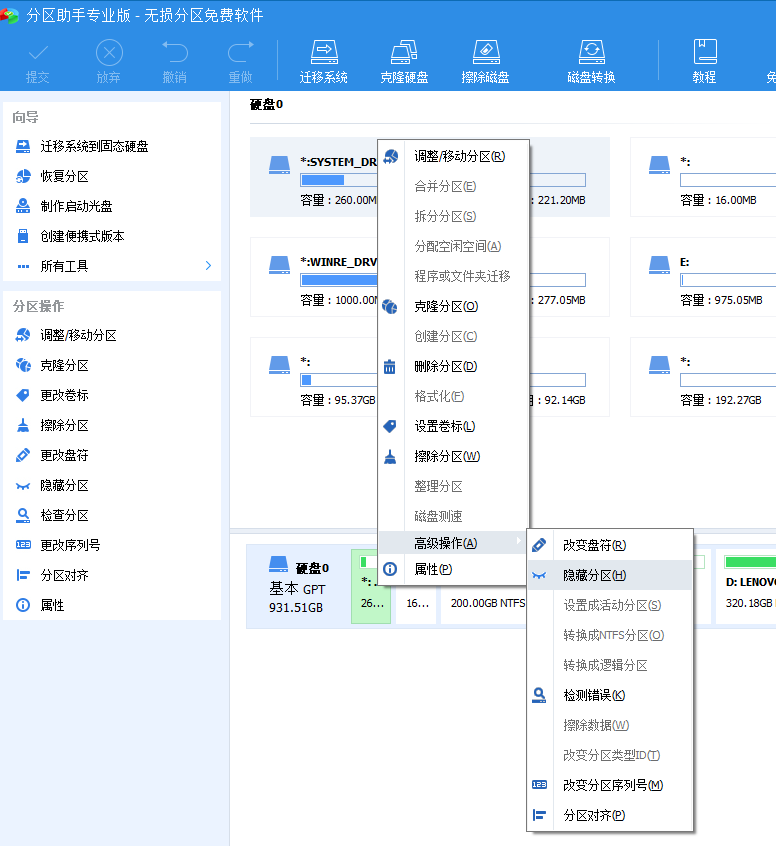 分区助手专业版 - 无损分区免费软件
提交
放弃
撤销
重做
迁移系统
克隆硬盘
擦除磁盘
磁盘转换
教程
免
向导
迁移系统到固态硬盘
恢复分区
制作启动光盘
创建便携式版本
所有工具
分区操作
调整/移动分区
克隆分区
更改卷标
擦除分区
更改盘符
隐藏分区
检查分区
更改序列号
分区对齐
属性
硬盘0
*:SYSTEM_DR
容量：260.00M
: 221.20MB
*:
容量：16.00MB
*:WINRE_DRV
容量：1000.00
: 277.05MB
E:
容量：975.05MB
*:
容量：95.37GB
: 92.14GB
*:
容量：192.27GB
调整/移动分区(R)
合并分区(E)
拆分分区(S)
分配空闲空间(A)
程序或文件夹迁移
克隆分区(O)
创建分区(C)
删除分区(D)
格式化(F)
设置卷标(L)
擦除分区(W)
整理分区
磁盘测速
高级操作(A)
属性(P)
改变盘符(R)
隐藏分区(H)
设置成活动分区(S)
转换成NTFS分区(O)
转换成逻辑分区
检测错误(K)
擦除数据(W)
改变分区类型ID(T)
改变分区序列号(M)
分区对齐(P)
硬盘0
基本 GPT
931.51GB
*:.
26...
16...
200.00GB NTFS
D: LENOV
320.18GB